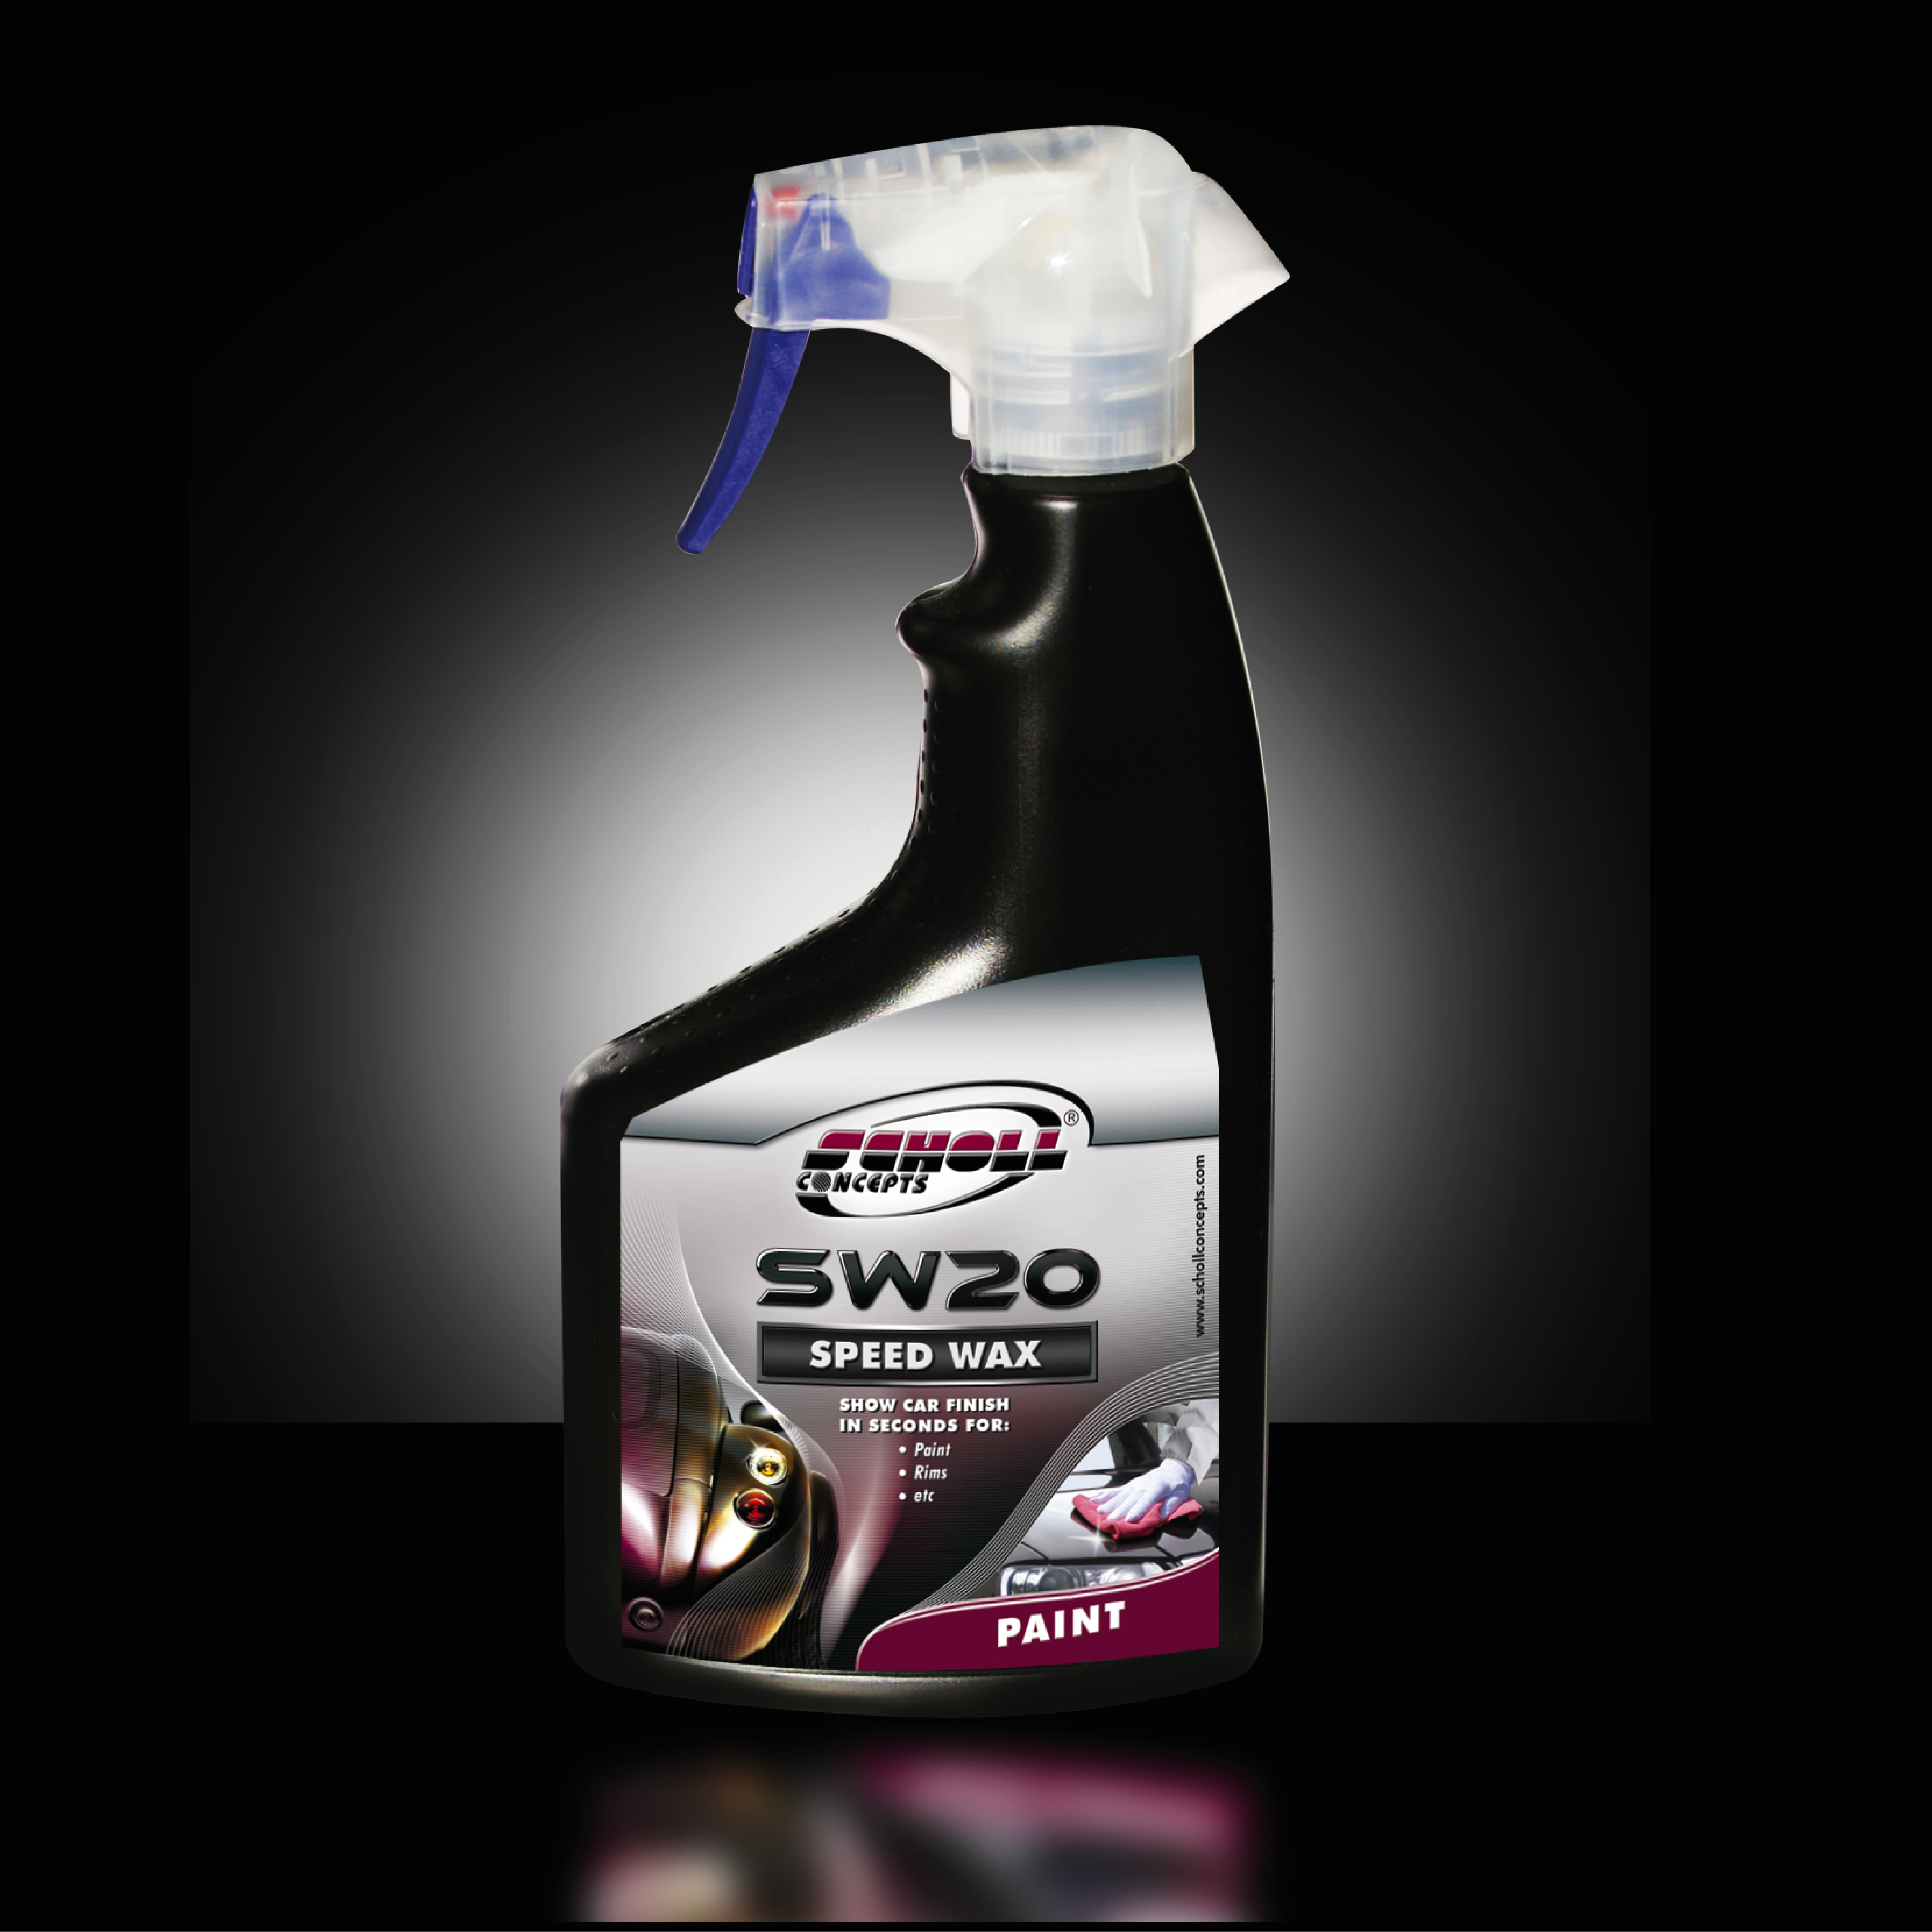 SCHOLL ®
CONCEPTS
www.schollconcepts.com
SW20
SPEED WAX
SHOW CAR FINISH
IN SECONDS FOR:
• Paint
• Rims
• etc
PAINT